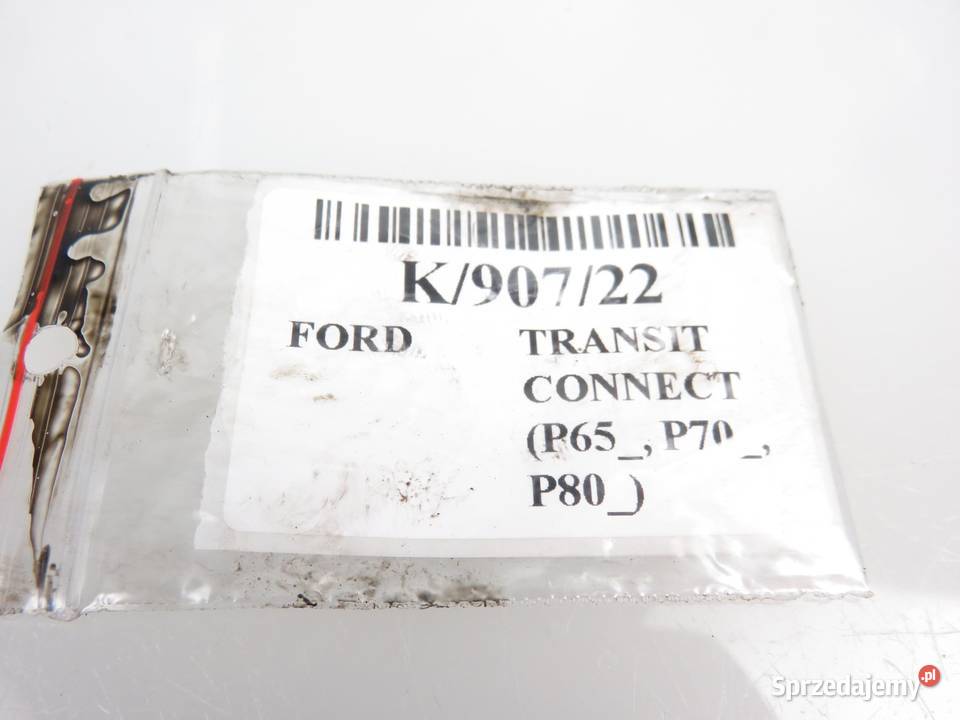 K/907/22
FORD TRANSIT
CONNECT
(P65_, P70_,
P80_)
Sprzedajemy.pl